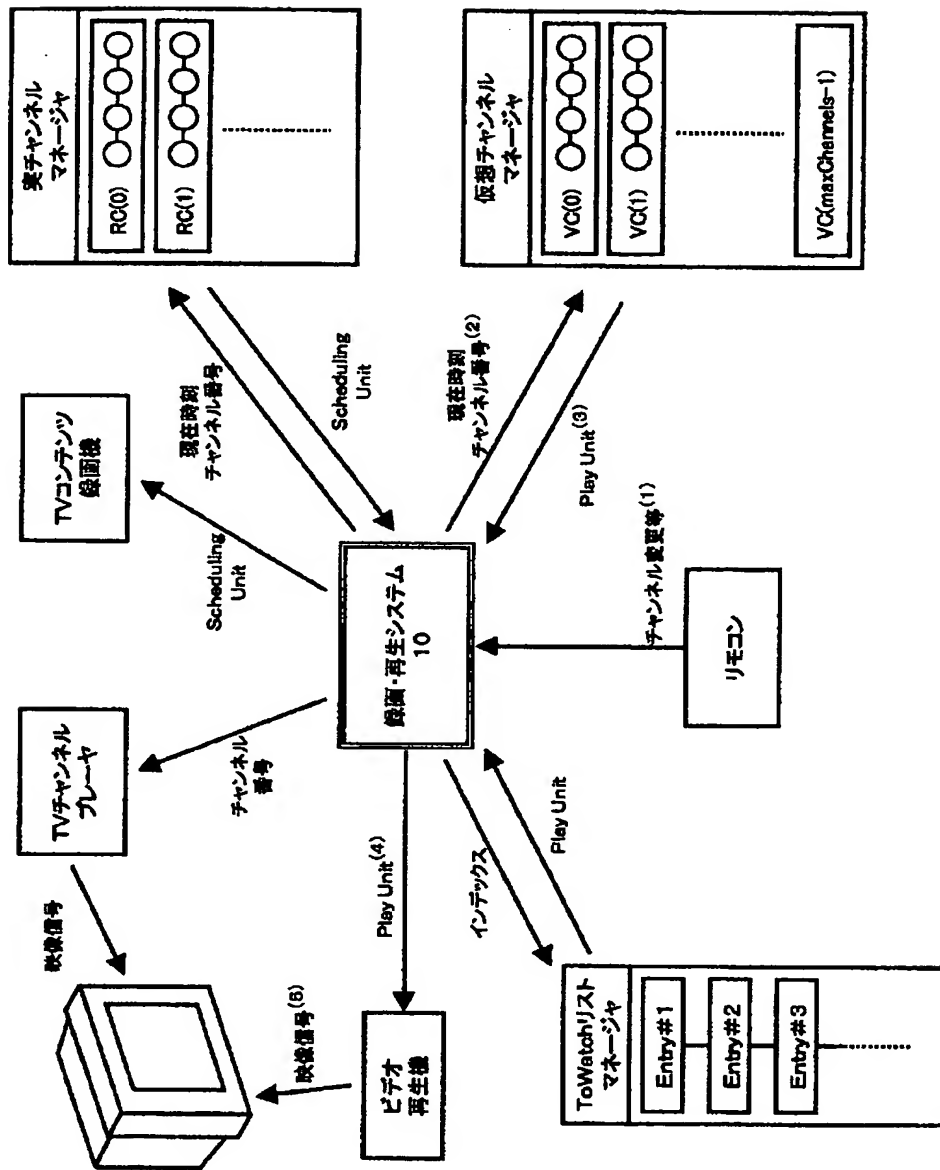 実チャンネル
マネージャ
RC(0)
RC(1)
TVコンテンツ
録画機
TVチャンネル
プレーヤ
映像信号
チャンネル
番号
Scheduling
Unit
現在時刻
チャンネル番号
Scheduling
Unit
仮想チャンネル
マネージャ
VC(0)
VC(1)
VC(maxChannels-1)
現在時刻
チャンネル番号(2)
Play Unit(3)
録画・再生システム
10
チャンネル変更等(1)
リモコン
Play Unit(4)
映像信号(6)
ビデオ
再生機
インデックス
Play Unit
ToWatchリスト
マネージャ
Entry#1
Entry#2
Entry#3